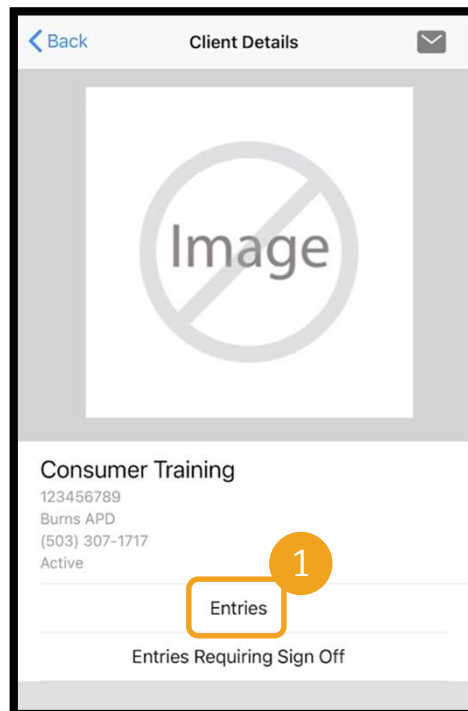 Back
Client Details
Image
Consumer Training
123456789
Burns APD
(503) 307-1717
Active
1
Entries
Entries Requiring Sign Off